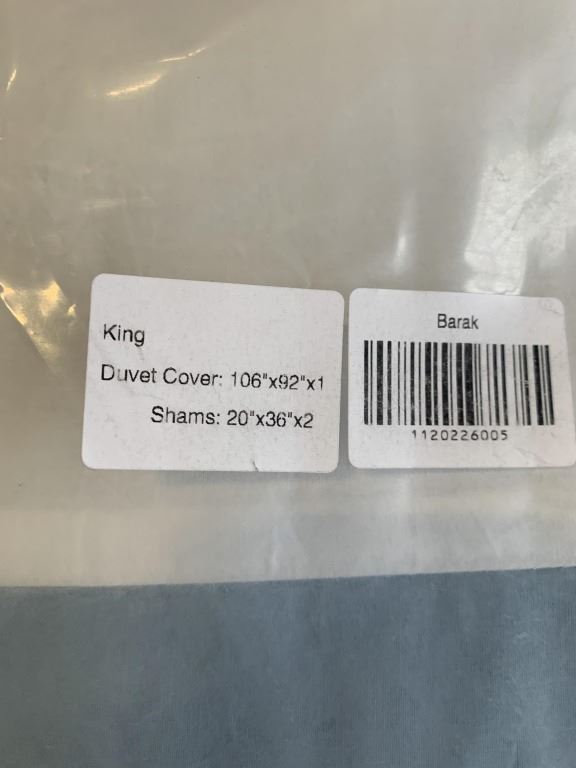 King
Duvet Cover: 106"x92"x1
Shams: 20"x36"x2
Barak
1120226005